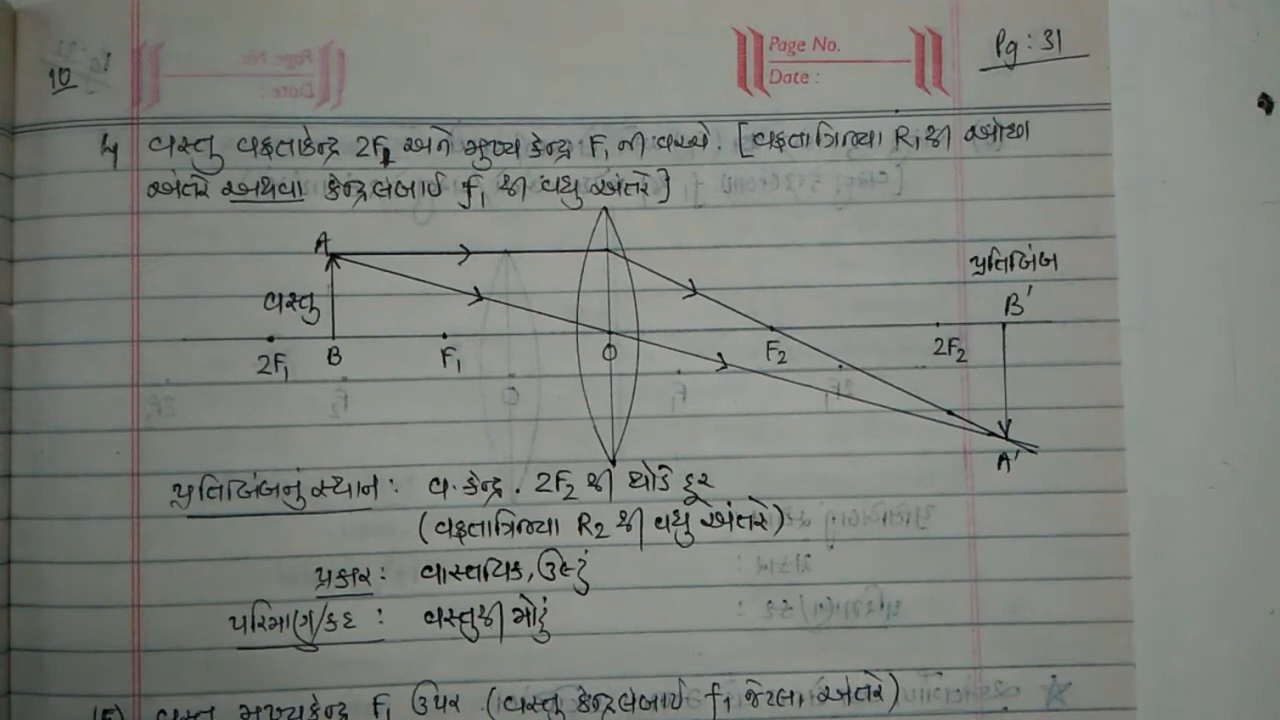 10
Page No.
Date :
Pg : 31
4) વસ્તુ વક્રતાકેન્દ્ર 2F1 અને મુખ્ય કેન્દ્ર F1 ની વચ્ચે. [વક્રતાત્રિજ્યા R1થી ઓછા
અંતરે અથવા કેન્દ્રલંબાઈ f1 થી વધુ અંતરે]
A
પ્રતિબિંબ
વસ્તુ
B'
2F1 B F1 O F2 2F2
A'
પ્રતિબિંબનું સ્થાન : વ. કેન્દ્ર . 2F2 થી થોડે દૂર
(વક્રતાત્રિજ્યા R2 થી વધુ અંતરે)
પ્રકાર : વાસ્તવિક, ઉલ્ટું
પરિમાણ/કદ : વસ્તુથી મોટું
(5) વસ્તુ મુખ્યકેન્દ્ર F1 ઉપર (વસ્તુ કેન્દ્રલંબાઈ f1 જેટલા અંતરે)